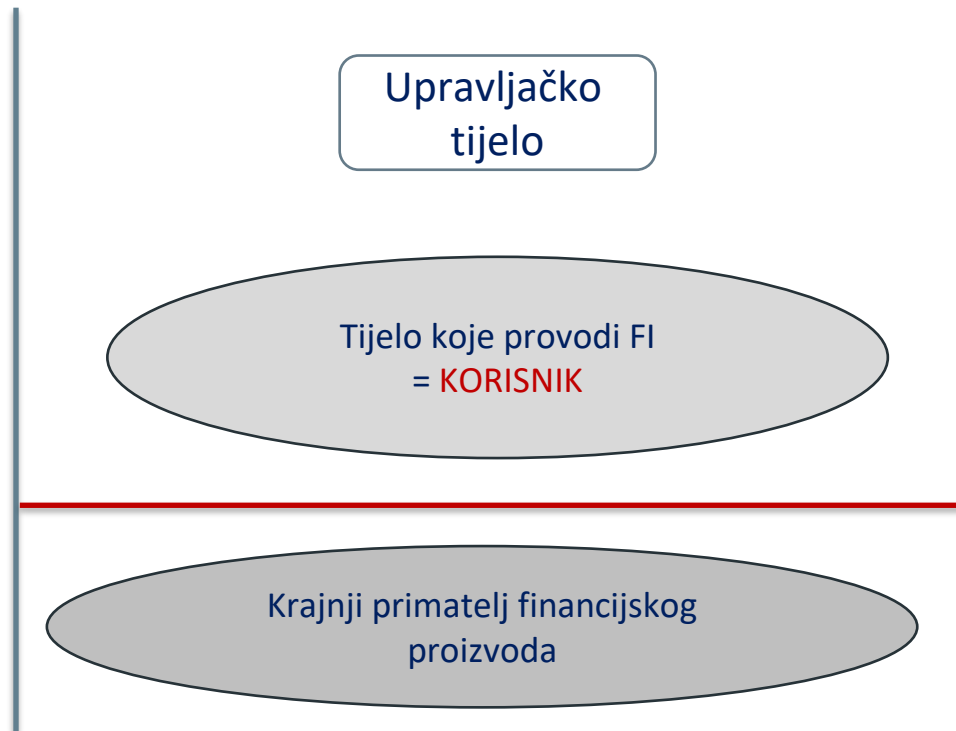 Upravljačko
tijelo
Tijelo koje provodi FI
= KORISNIK
Krajnji primatelj financijskog
proizvoda